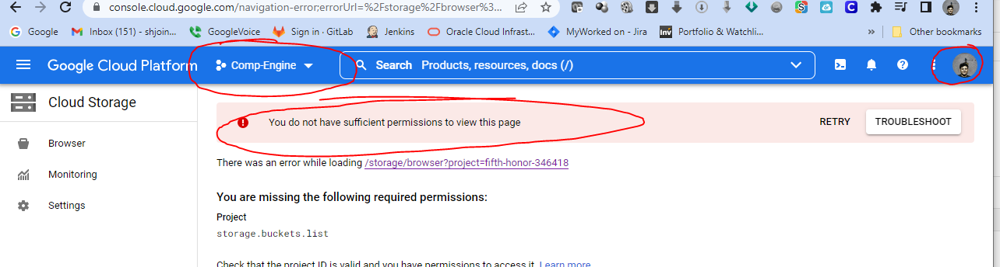 console.cloud.google.com/navigation-error;errorUrl=%2Fstorage%2Fbrowser%3...
Google
Inbox (151) - shjoin...
GoogleVoice
Sign in · GitLab
Jenkins
Oracle Cloud Infrast...
MyWorked on - Jira
Inv
Portfolio & Watchli...
»
Other bookmarks
Google Cloud Platform
Comp-Engine
Search Products, resources, docs (/)
Cloud Storage
Browser
Monitoring
Settings
You do not have sufficient permissions to view this page
RETRY
TROUBLESHOOT
There was an error while loading /storage/browser?project=fifth-honor-346418
You are missing the following required permissions:
Project
storage.buckets.list
Check that the project ID is valid and you have permissions to access it. Learn more